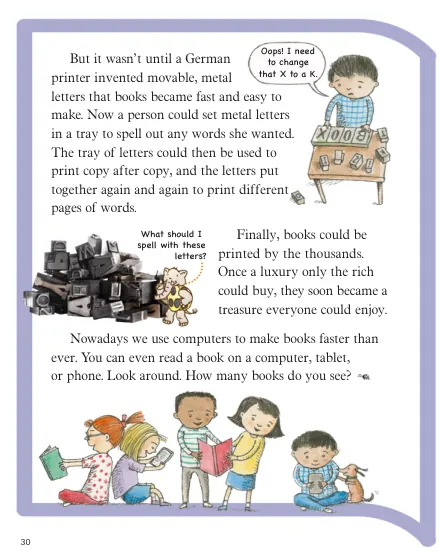 But it wasn't until a German
printer invented movable, metal
letters that books became fast and easy to
make. Now a person could set metal letters
in a tray to spell out any words she wanted.
The tray of letters could then be used to
print copy after copy, and the letters put
together again and again to print different
pages of words.
Oops! I need
to change
that X to a K.
XOOB
What should I
spell with these
letters?
Finally, books could be
printed by the thousands.
Once a luxury only the rich
could buy, they soon became a
treasure everyone could enjoy.
Nowadays we use computers to make books faster than
ever. You can even read a book on a computer, tablet,
or phone. Look around. How many books do you see?
30